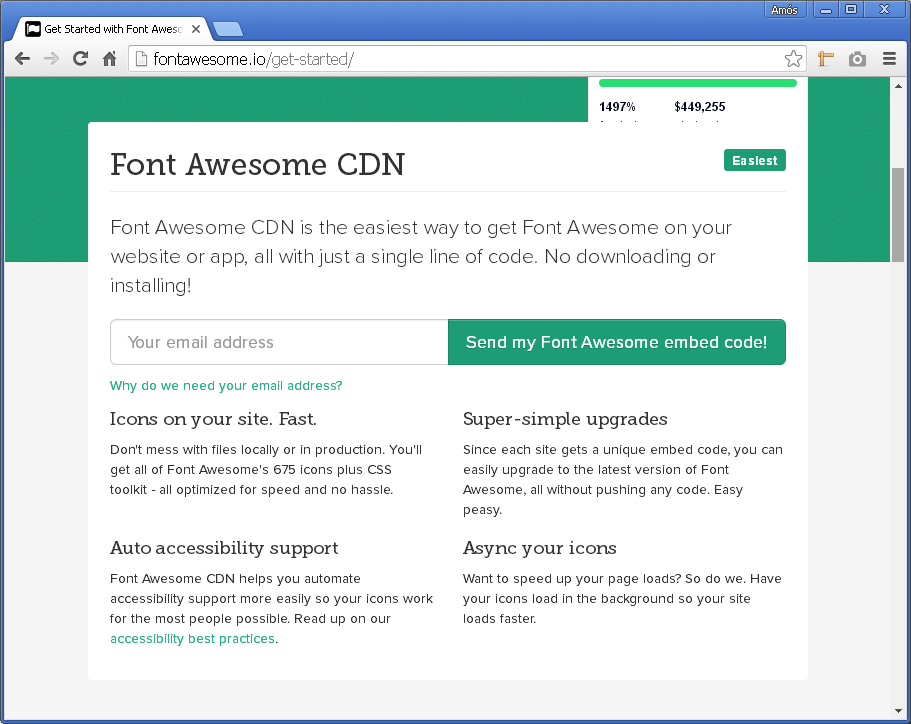 Amós
Get Started with Font Aweso
fontawesome.io/get-started/
1497% $449,255
Font Awesome CDN
Easiest
Font Awesome CDN is the easiest way to get Font Awesome on your
website or app, all with just a single line of code. No downloading or
installing!
Your email address
Send my Font Awesome embed code!
Why do we need your email address?
Icons on your site. Fast.
Don't mess with files locally or in production. You'll
get all of Font Awesome's 675 icons plus CSS
toolkit - all optimized for speed and no hassle.
Super-simple upgrades
Since each site gets a unique embed code, you can
easily upgrade to the latest version of Font
Awesome, all without pushing any code. Easy
peasy.
Auto accessibility support
Font Awesome CDN helps you automate
accessibility support more easily so your icons work
for the most people possible. Read up on our
accessibility best practices.
Async your icons
Want to speed up your page loads? So do we. Have
your icons load in the background so your site
loads faster.